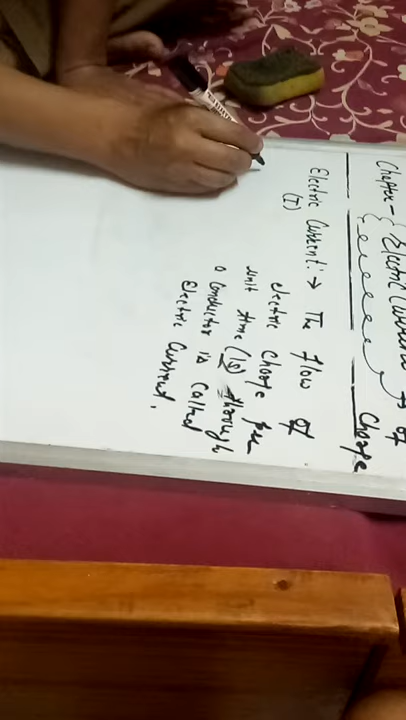 Chapter - { Electric Current } → of
Charge
Electric Current: → The flow of
(I)
electric charge per
unit time (1s) through
a conductor is called
Electric Current.